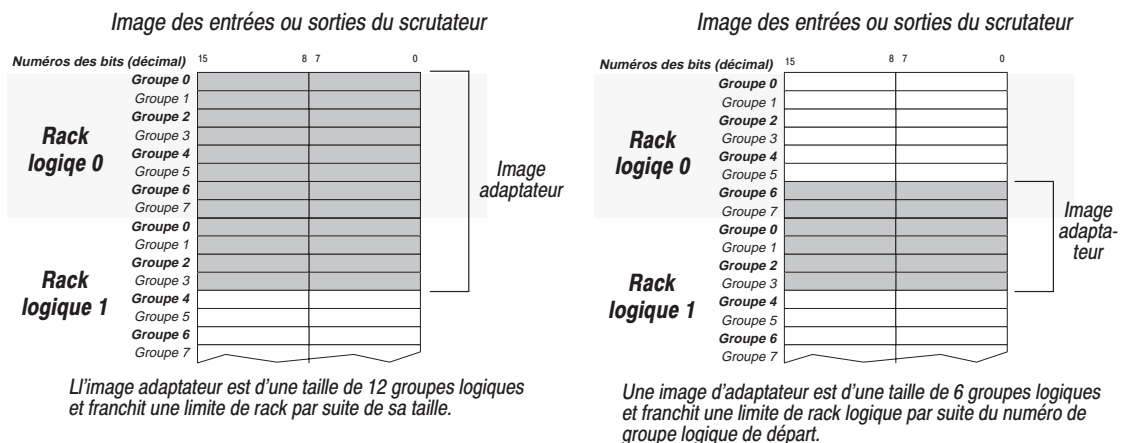 Image des entrées ou sorties du scrutateur
Numéros des bits (décimal) 15 8 7 0
Groupe 0
Groupe 1
Groupe 2
Groupe 3
Groupe 4
Groupe 5
Groupe 6
Groupe 7
Groupe 0
Groupe 1
Groupe 2
Groupe 3
Groupe 4
Groupe 5
Groupe 6
Groupe 7
Rack
logiqe 0
Rack
logique 1
Image
adaptateur
Ll'image adaptateur est d'une taille de 12 groupes logiques
et franchit une limite de rack par suite de sa taille.
Image des entrées ou sorties du scrutateur
Numéros des bits (décimal) 15 8 7 0
Groupe 0
Groupe 1
Groupe 2
Groupe 3
Groupe 4
Groupe 5
Groupe 6
Groupe 7
Groupe 0
Groupe 1
Groupe 2
Groupe 3
Groupe 4
Groupe 5
Groupe 6
Groupe 7
Rack
logiqe 0
Rack
logique 1
Image
adapta-
teur
Une image d'adaptateur est d'une taille de 6 groupes logiques
et franchit une limite de rack logique par suite du numéro de
groupe logique de départ.